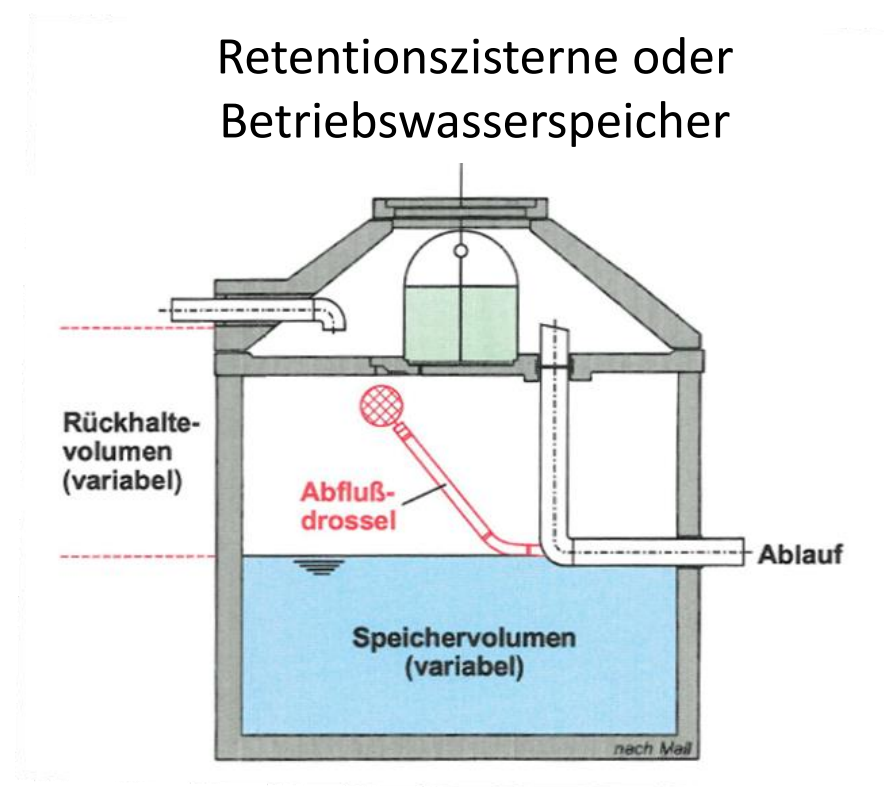 Retentionszisterne oder
Betriebswasserspeicher
Rückhalte-
volumen
(variabel)
Abfluß-
drossel
Ablauf
Speichervolumen
(variabel)
nach Mall